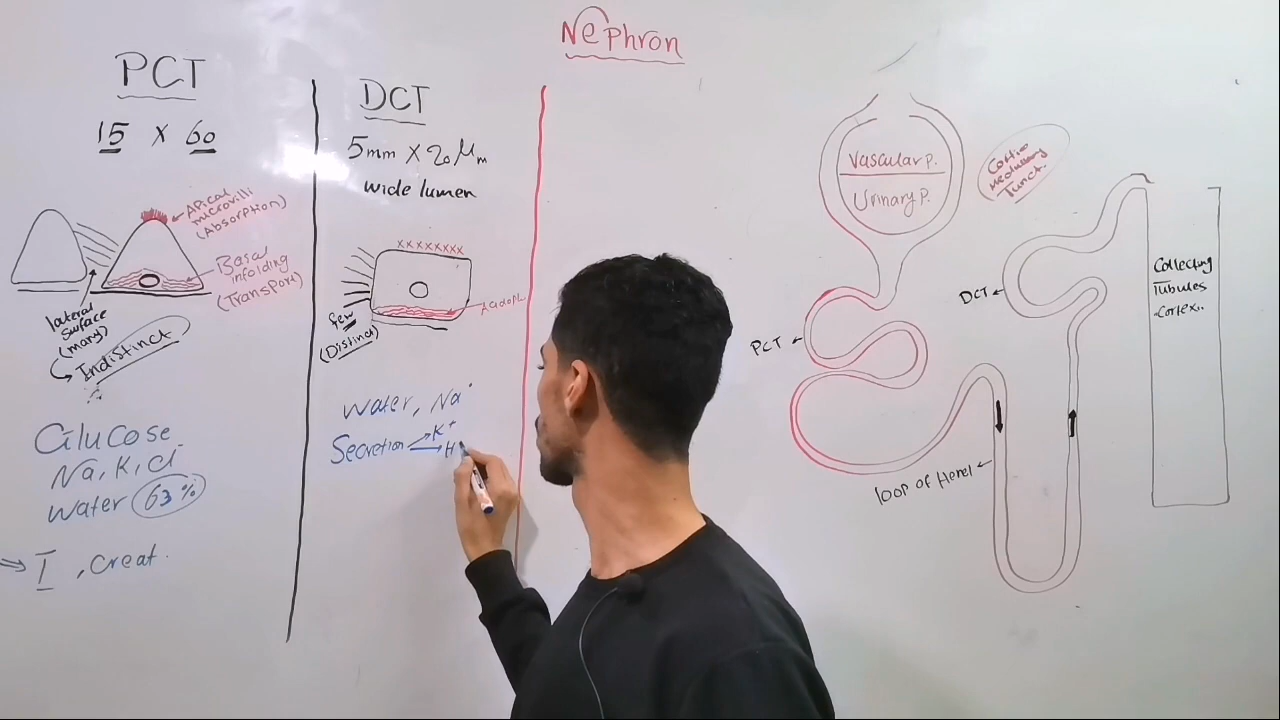 Nephron
PCT
15 x 60
Apical
microvilli
(Absorption)
Basal
infolding
(Transport)
lateral
surface
(many)
Indistinct
Glucose
Na, K, Cl
water 63%
⇒ I, creat.
DCT
5mm X 20 Mm
wide lumen
xxxxxxxx
few
(Distinct)
Water, Na+
Secretion K+
H
Vascular P.
Urinary P.
Cortico
Medullary
Junct.
PCT
DCT
loop of Henel
Collecting
Tubules
Cortex.